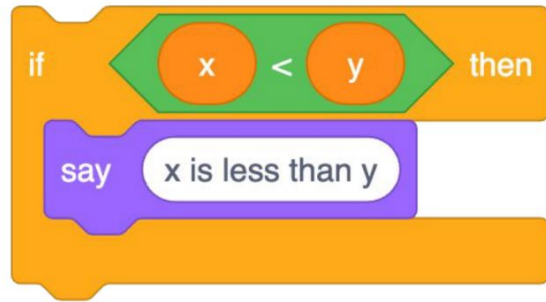 if x < y then
say x is less than y